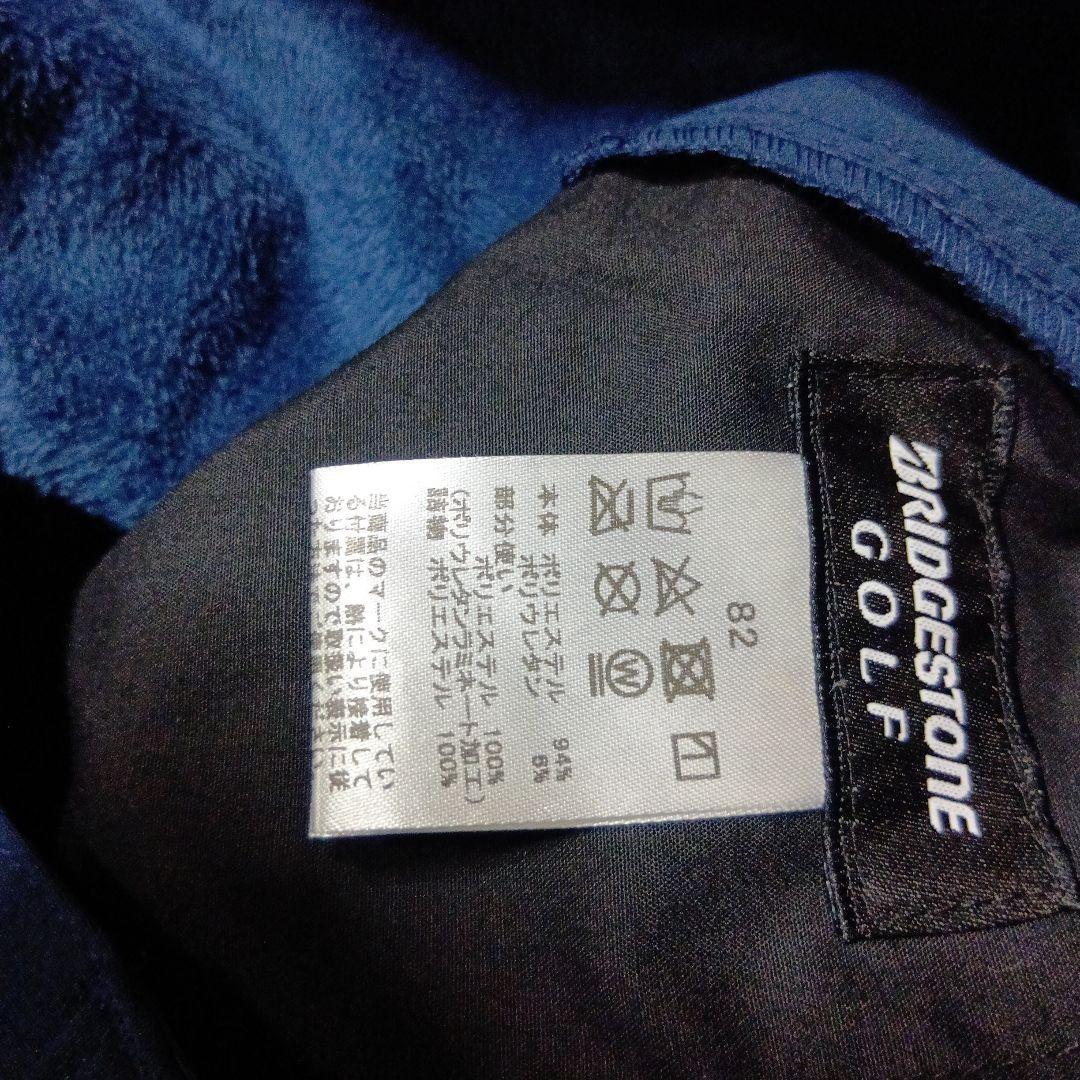 BRIDGESTONE
GOLF
82
W
本体 ポリエステル 94%
ポリウレタン 6%
部分使い
ポリエステル 100%
(ポリウレタンラミネート加工)
詰物 ポリエステル 100%
当商品のマークに使用してい
る付属は、熱により接着して
おりますので取扱い表示に従